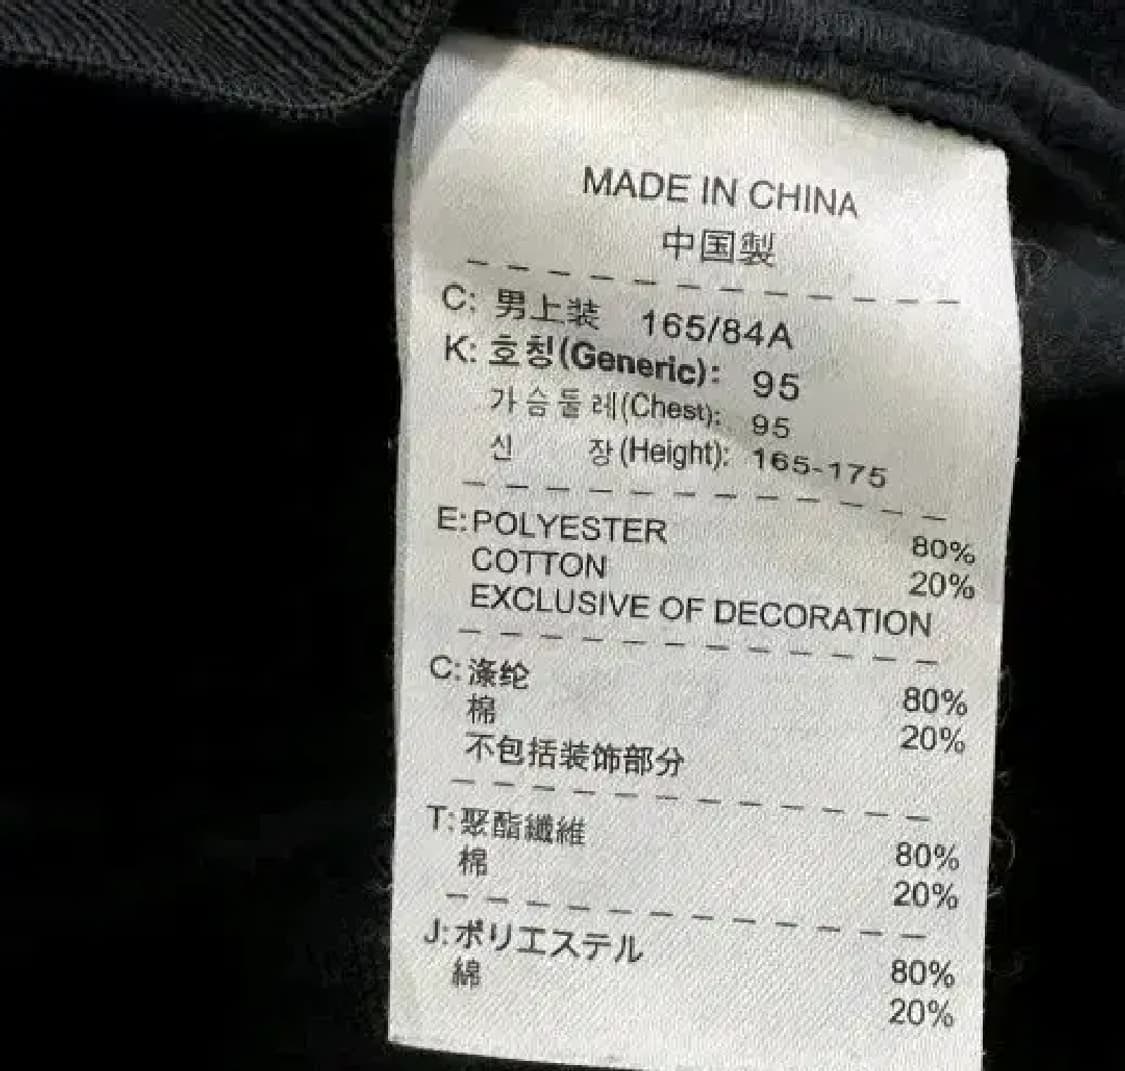 MADE IN CHINA
中国製
C: 男上装 165/84A
K: 호칭(Generic): 95
가슴둘레(Chest): 95
신 장(Height): 165-175
E:POLYESTER 80%
COTTON 20%
EXCLUSIVE OF DECORATION
C:涤纶 80%
棉 20%
不包括装饰部分
T:聚酯纖維 80%
棉 20%
J:ポリエステル 80%
綿 20%